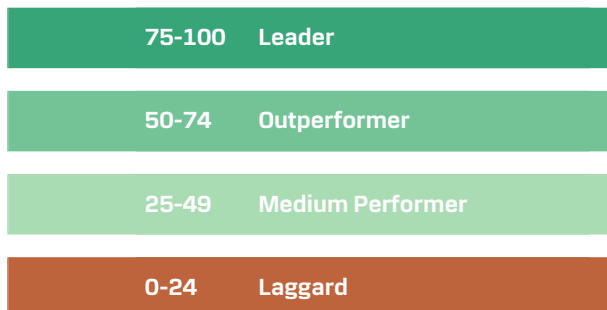 75-100 Leader
50-74 Outperformer
25-49 Medium Performer
0-24 Laggard